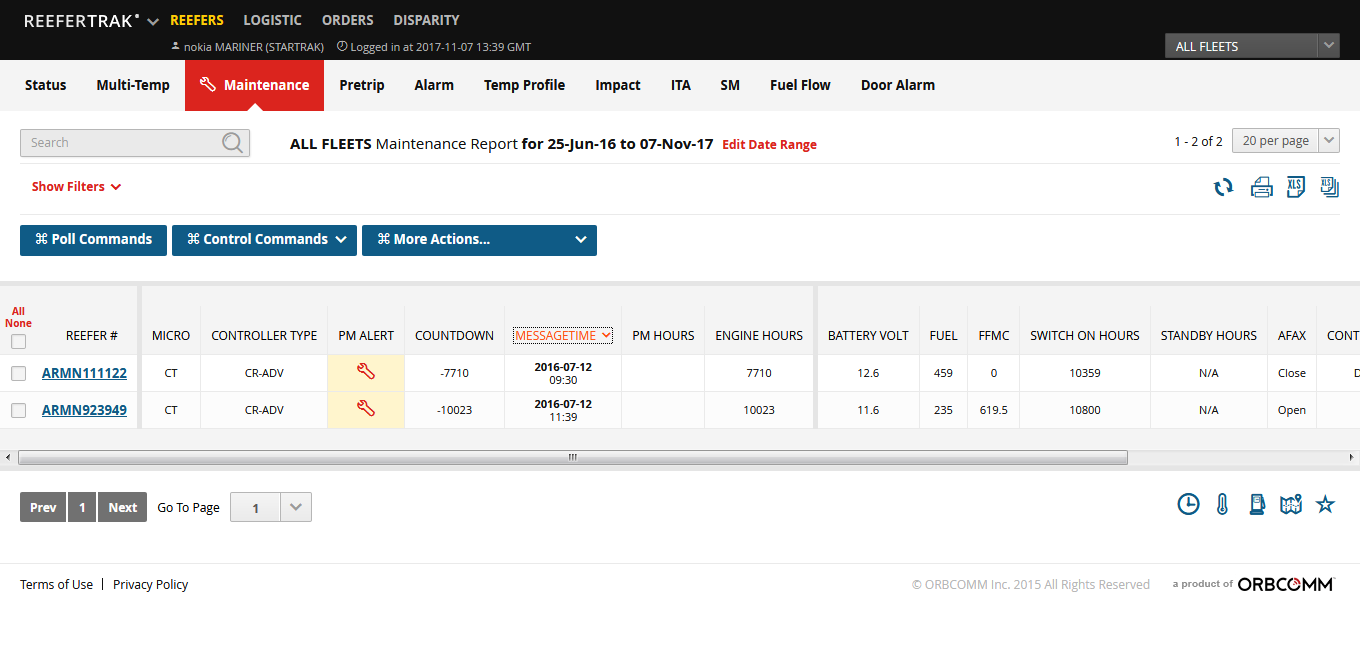 REEFERTRAK REEFERS LOGISTIC ORDERS DISPARITY
nokia MARINER (STARTRAK) Logged in at 2017-11-07 13:39 GMT
ALL FLEETS
Status Multi-Temp Maintenance Pretrip Alarm Temp Profile Impact ITA SM Fuel Flow Door Alarm
Search ALL FLEETS Maintenance Report for 25-Jun-16 to 07-Nov-17 Edit Date Range 1 - 2 of 2 20 per page
Show Filters XLS XLS
⌘ Poll Commands ⌘ Control Commands ⌘ More Actions...
All
None
REEFER # MICRO CONTROLLER TYPE PM ALERT COUNTDOWN MESSAGETIME PM HOURS ENGINE HOURS BATTERY VOLT FUEL FFMC SWITCH ON HOURS STANDBY HOURS AFAX CONT
ARMN111122 CT CR-ADV -7710 2016-07-12 09:30 7710 12.6 459 0 10359 N/A Close D
ARMN923949 CT CR-ADV -10023 2016-07-12 11:39 10023 11.6 235 619.5 10800 N/A Open
Prev 1 Next Go To Page 1
Terms of Use | Privacy Policy © ORBCOMM Inc. 2015 All Rights Reserved a product of ORBCOMM